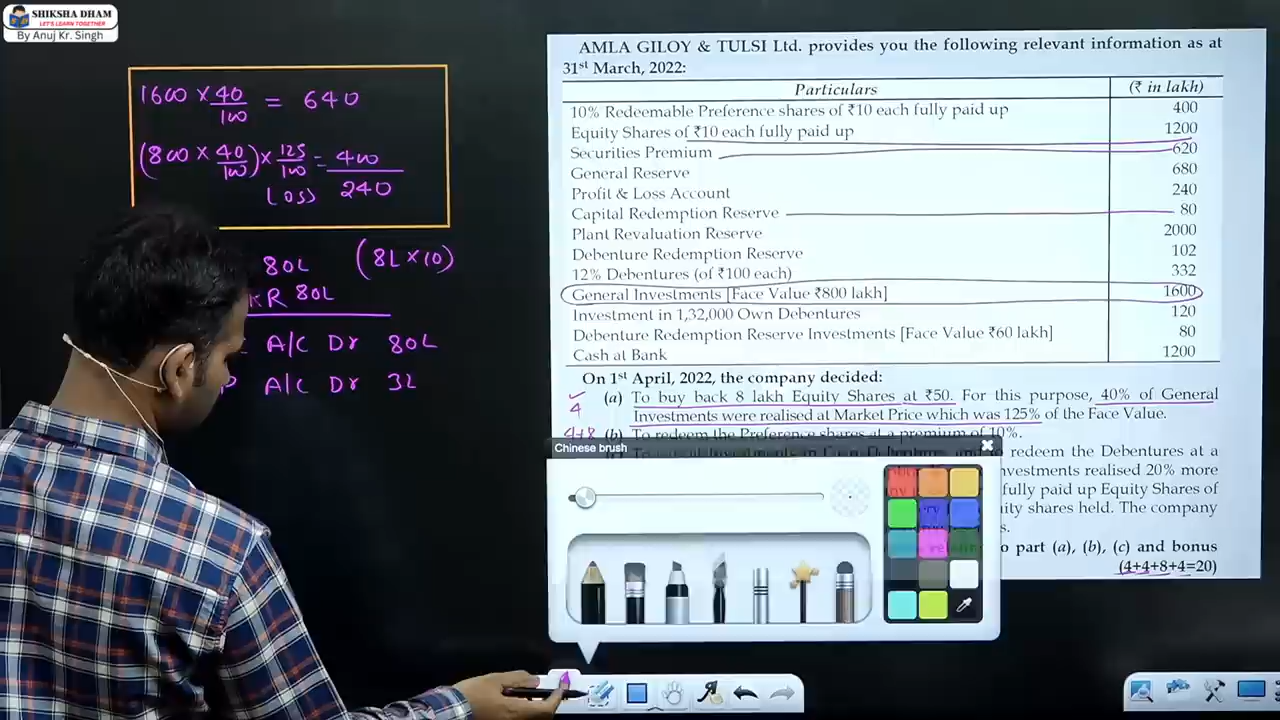 SHIKSHA DHAM
LET'S LEARN TOGETHER
By Anuj Kr. Singh
1600 × 40/100 = 640
(800 × 40/100) × 125/100 = 400
Loss 240
80L (8L×10)
RR 80L
A/C Dr 80L
A/C Dr 32
AMLA GILOY & TULSI Ltd. provides you the following relevant information as at
31st March, 2022:
Particulars (₹ in lakh)
10% Redeemable Preference shares of ₹10 each fully paid up 400
Equity Shares of ₹10 each fully paid up 1200
Securities Premium 620
General Reserve 680
Profit & Loss Account 240
Capital Redemption Reserve 80
Plant Revaluation Reserve 2000
Debenture Redemption Reserve 102
12% Debentures (of ₹100 each) 332
General Investments [Face Value ₹800 lakh] 1600
Investment in 1,32,000 Own Debentures 120
Debenture Redemption Reserve Investments [Face Value ₹60 lakh] 80
Cash at Bank 1200
On 1st April, 2022, the company decided:
4 (a) To buy back 8 lakh Equity Shares at ₹50. For this purpose, 40% of General
Investments were realised at Market Price which was 125% of the Face Value.
4+8 (b) To redeem the Preference shares at a premium of 10%.
redeem the Debentures at a
nvestments realised 20% more
fully paid up Equity Shares of
ity shares held. The company
s.
o part (a), (b), (c) and bonus
(4+4+8+4=20)
Chinese brush